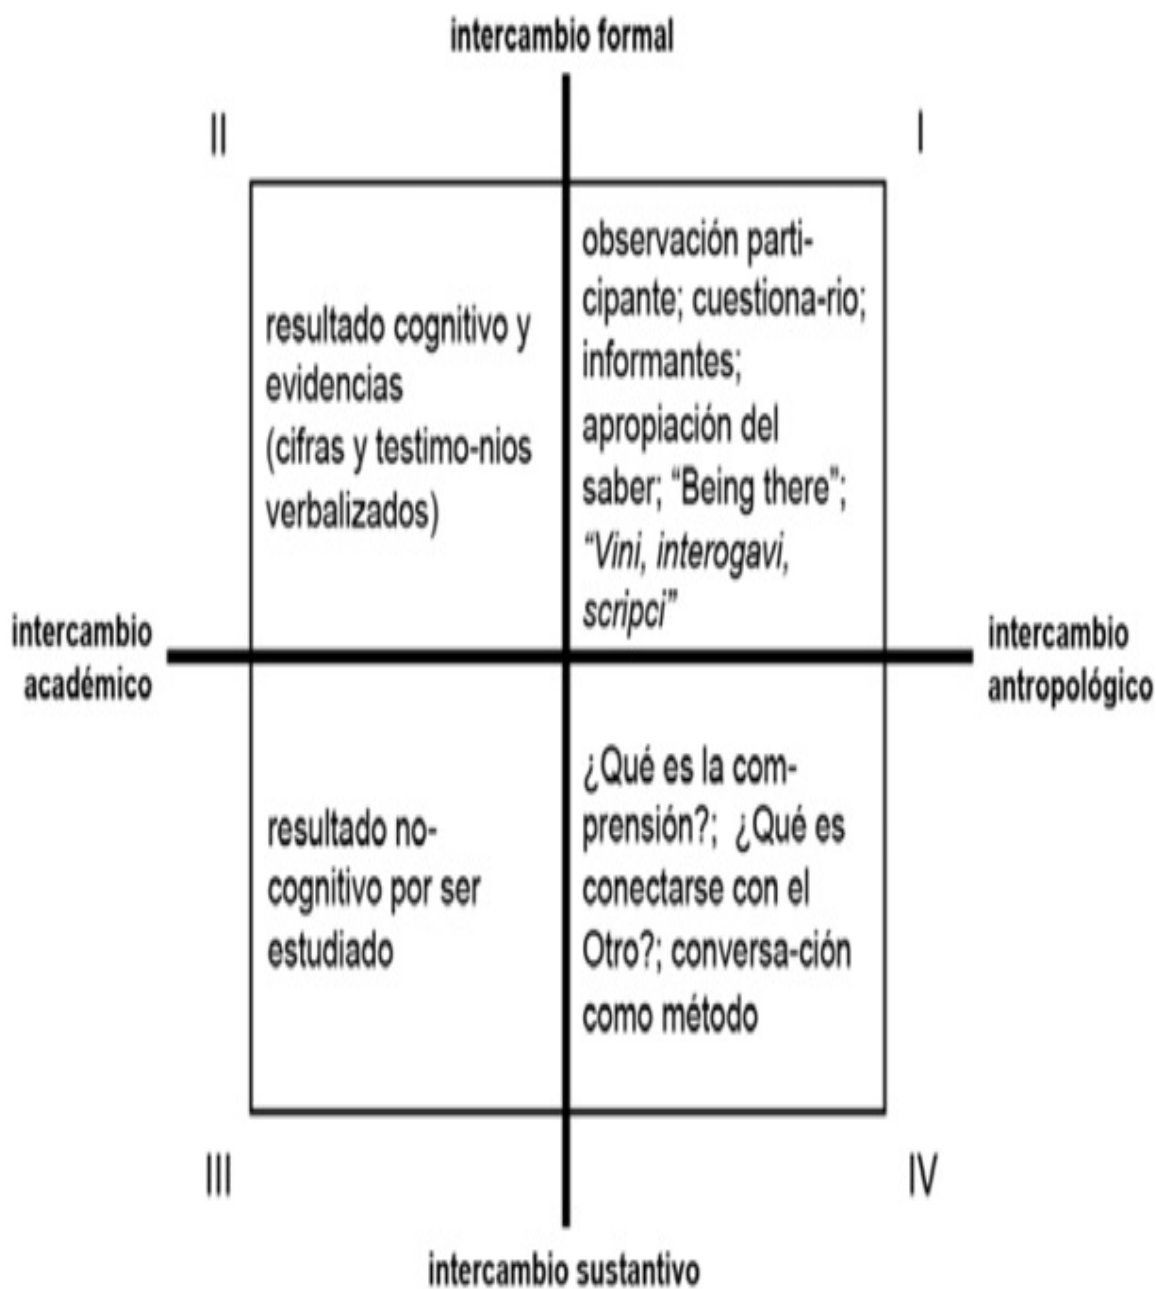 intercambio formal
II
I
resultado cognitivo y
evidencias
(cifras y testimo-nios
verbalizados)
observación parti-
cipante; cuestiona-rio;
informantes;
apropiación del
saber; “Being there”;
“Vini, interogavi,
scripci”
intercambio
académico
intercambio
antropológico
resultado no-
cognitivo por ser
estudiado
¿Qué es la com-
prensión?; ¿Qué es
conectarse con el
Otro?; conversa-ción
como método
III
IV
intercambio sustantivo